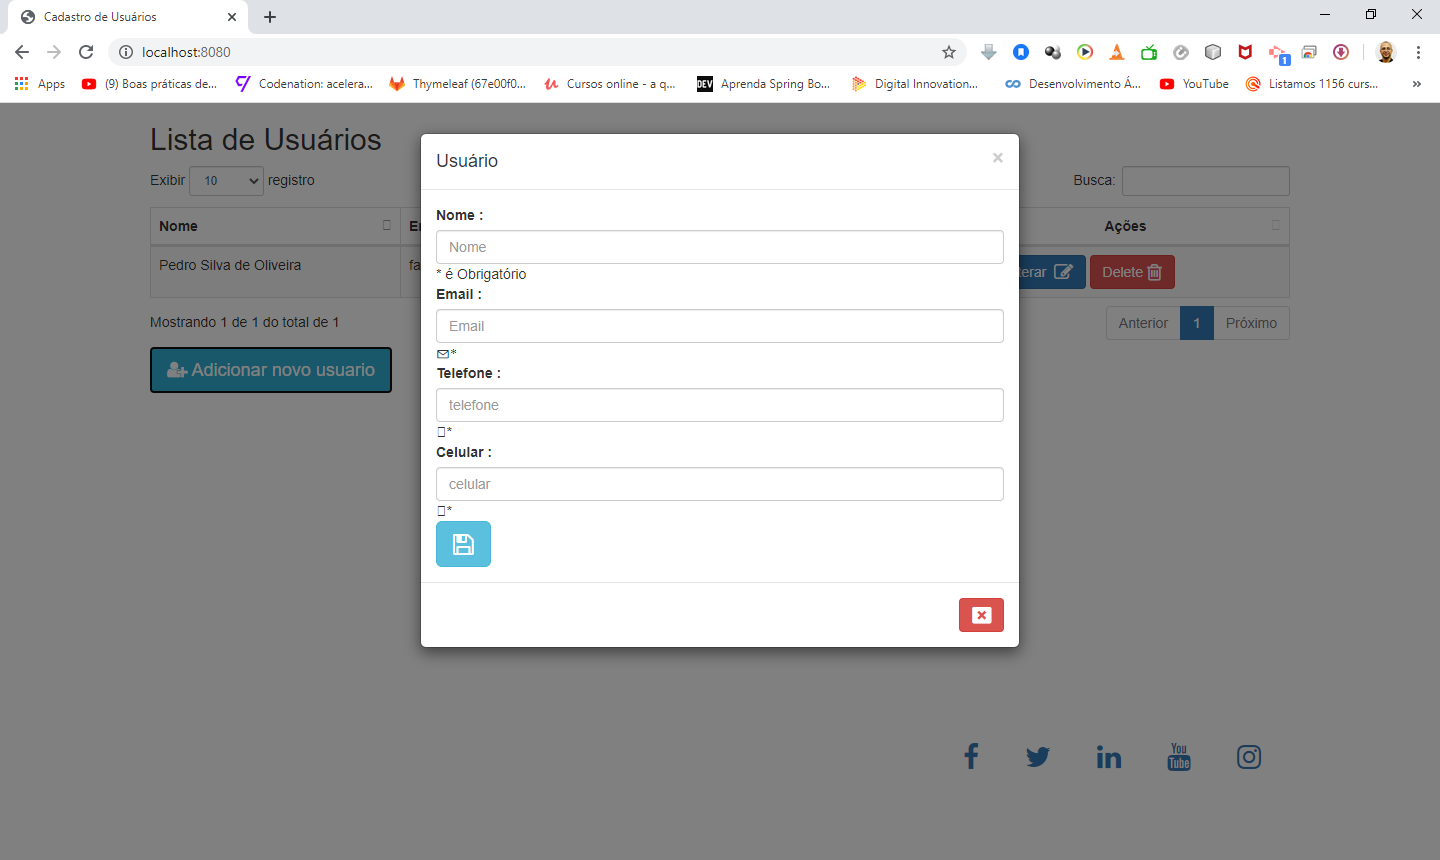 Cadastro de Usuários
localhost:8080
Apps
(9) Boas práticas de...
Codenation: acelera...
Thymeleaf (67e00f0...
Cursos online - a q...
DEV
Aprenda Spring Bo...
Digital Innovation...
Desenvolvimento Á...
YouTube
Listamos 1156 curs...
1
Lista de Usuários
Exibir 10 registro
Busca:
Nome
Ações
Pedro Silva de Oliveira
fa
terar
Delete
Mostrando 1 de 1 do total de 1
Anterior 1 Próximo
Adicionar novo usuario
Usuário
×
Nome :
Nome
* é Obrigatório
Email :
Email
*
Telefone :
telefone
*
Celular :
celular
*
You
Tube